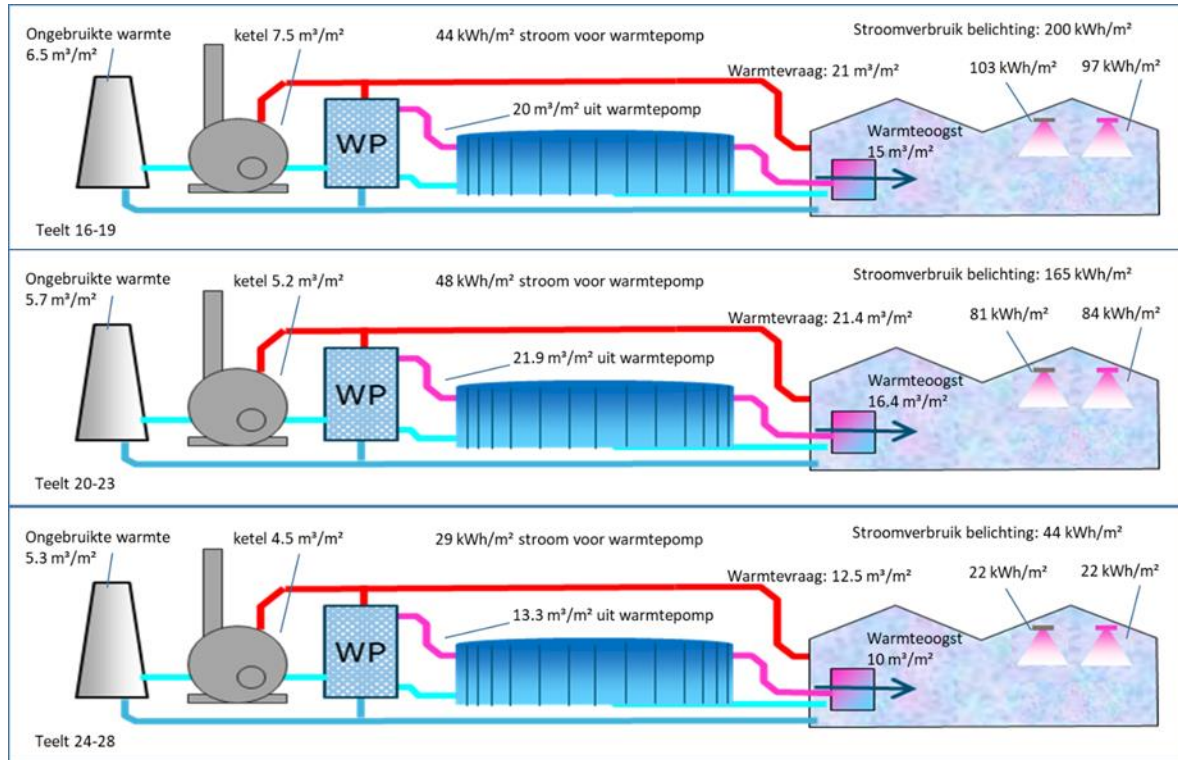 Ongebruikte warmte
6.5 m³/m²
ketel 7.5 m³/m²
44 kWh/m² stroom voor warmtepomp
Stroomverbruik belichting: 200 kWh/m²
Warmtevraag: 21 m³/m²
103 kWh/m²
97 kWh/m²
20 m³/m² uit warmtepomp
WP
Warmteoogst
15 m³/m²
Teelt 16-19
Ongebruikte warmte
5.7 m³/m²
ketel 5.2 m³/m²
48 kWh/m² stroom voor warmtepomp
Stroomverbruik belichting: 165 kWh/m²
Warmtevraag: 21.4 m³/m²
81 kWh/m²
84 kWh/m²
21.9 m³/m² uit warmtepomp
WP
Warmteoogst
16.4 m³/m²
Teelt 20-23
Ongebruikte warmte
5.3 m³/m²
ketel 4.5 m³/m²
29 kWh/m² stroom voor warmtepomp
Stroomverbruik belichting: 44 kWh/m²
Warmtevraag: 12.5 m³/m²
22 kWh/m²
22 kWh/m²
13.3 m³/m² uit warmtepomp
WP
Warmteoogst
10 m³/m²
Teelt 24-28